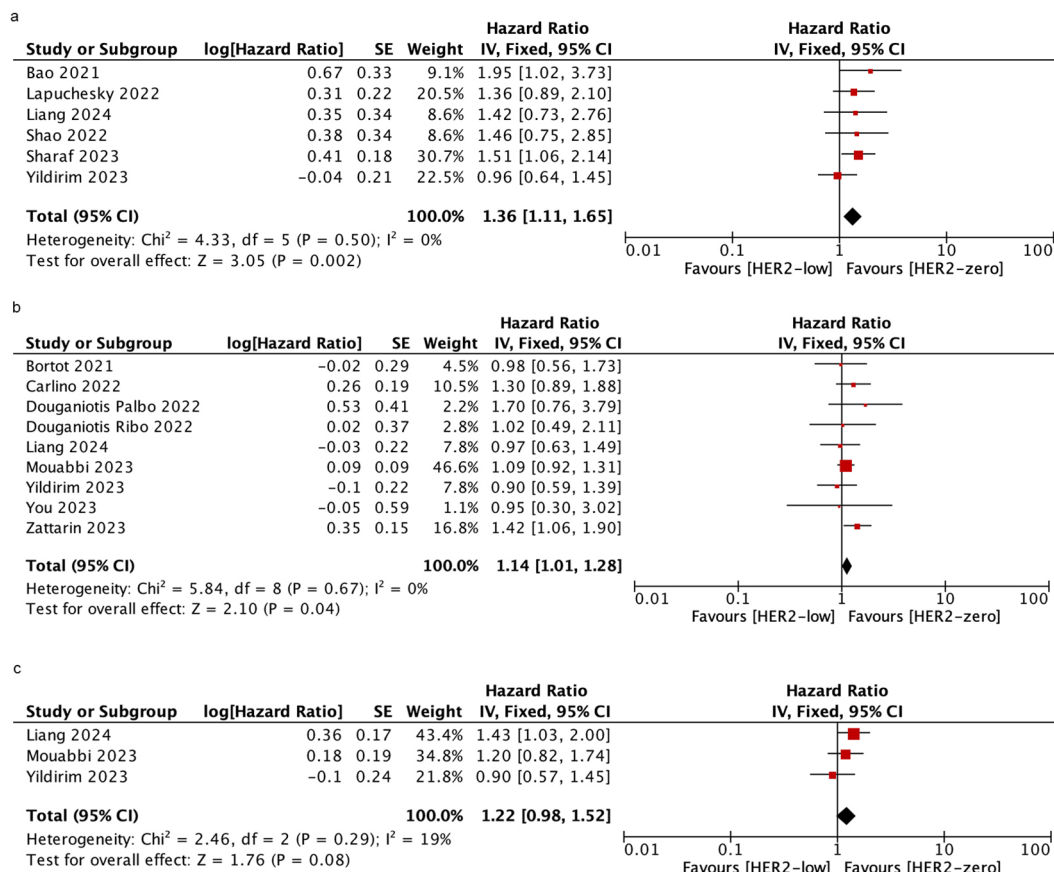 a
Hazard Ratio Hazard Ratio
Study or Subgroup log[Hazard Ratio] SE Weight IV, Fixed, 95% CI IV, Fixed, 95% CI
Bao 2021 0.67 0.33 9.1% 1.95 [1.02, 3.73]
Lapuchesky 2022 0.31 0.22 20.5% 1.36 [0.89, 2.10]
Liang 2024 0.35 0.34 8.6% 1.42 [0.73, 2.76]
Shao 2022 0.38 0.34 8.6% 1.46 [0.75, 2.85]
Sharaf 2023 0.41 0.18 30.7% 1.51 [1.06, 2.14]
Yildirim 2023 −0.04 0.21 22.5% 0.96 [0.64, 1.45]
Total (95% CI) 100.0% 1.36 [1.11, 1.65]
Heterogeneity: Chi² = 4.33, df = 5 (P = 0.50); I² = 0%
Test for overall effect: Z = 3.05 (P = 0.002)
0.01 0.1 1 10 100
Favours [HER2-low] Favours [HER2-zero]
b
Hazard Ratio Hazard Ratio
Study or Subgroup log[Hazard Ratio] SE Weight IV, Fixed, 95% CI IV, Fixed, 95% CI
Bortot 2021 −0.02 0.29 4.5% 0.98 [0.56, 1.73]
Carlino 2022 0.26 0.19 10.5% 1.30 [0.89, 1.88]
Douganiotis Palbo 2022 0.53 0.41 2.2% 1.70 [0.76, 3.79]
Douganiotis Ribo 2022 0.02 0.37 2.8% 1.02 [0.49, 2.11]
Liang 2024 −0.03 0.22 7.8% 0.97 [0.63, 1.49]
Mouabbi 2023 0.09 0.09 46.6% 1.09 [0.92, 1.31]
Yildirim 2023 −0.1 0.22 7.8% 0.90 [0.59, 1.39]
You 2023 −0.05 0.59 1.1% 0.95 [0.30, 3.02]
Zattarin 2023 0.35 0.15 16.8% 1.42 [1.06, 1.90]
Total (95% CI) 100.0% 1.14 [1.01, 1.28]
Heterogeneity: Chi² = 5.84, df = 8 (P = 0.67); I² = 0%
Test for overall effect: Z = 2.10 (P = 0.04)
0.01 0.1 1 10 100
Favours [HER2-low] Favours [HER2-zero]
c
Hazard Ratio Hazard Ratio
Study or Subgroup log[Hazard Ratio] SE Weight IV, Fixed, 95% CI IV, Fixed, 95% CI
Liang 2024 0.36 0.17 43.4% 1.43 [1.03, 2.00]
Mouabbi 2023 0.18 0.19 34.8% 1.20 [0.82, 1.74]
Yildirim 2023 −0.1 0.24 21.8% 0.90 [0.57, 1.45]
Total (95% CI) 100.0% 1.22 [0.98, 1.52]
Heterogeneity: Chi² = 2.46, df = 2 (P = 0.29); I² = 19%
Test for overall effect: Z = 1.76 (P = 0.08)
0.01 0.1 1 10 100
Favours [HER2-low] Favours [HER2-zero]